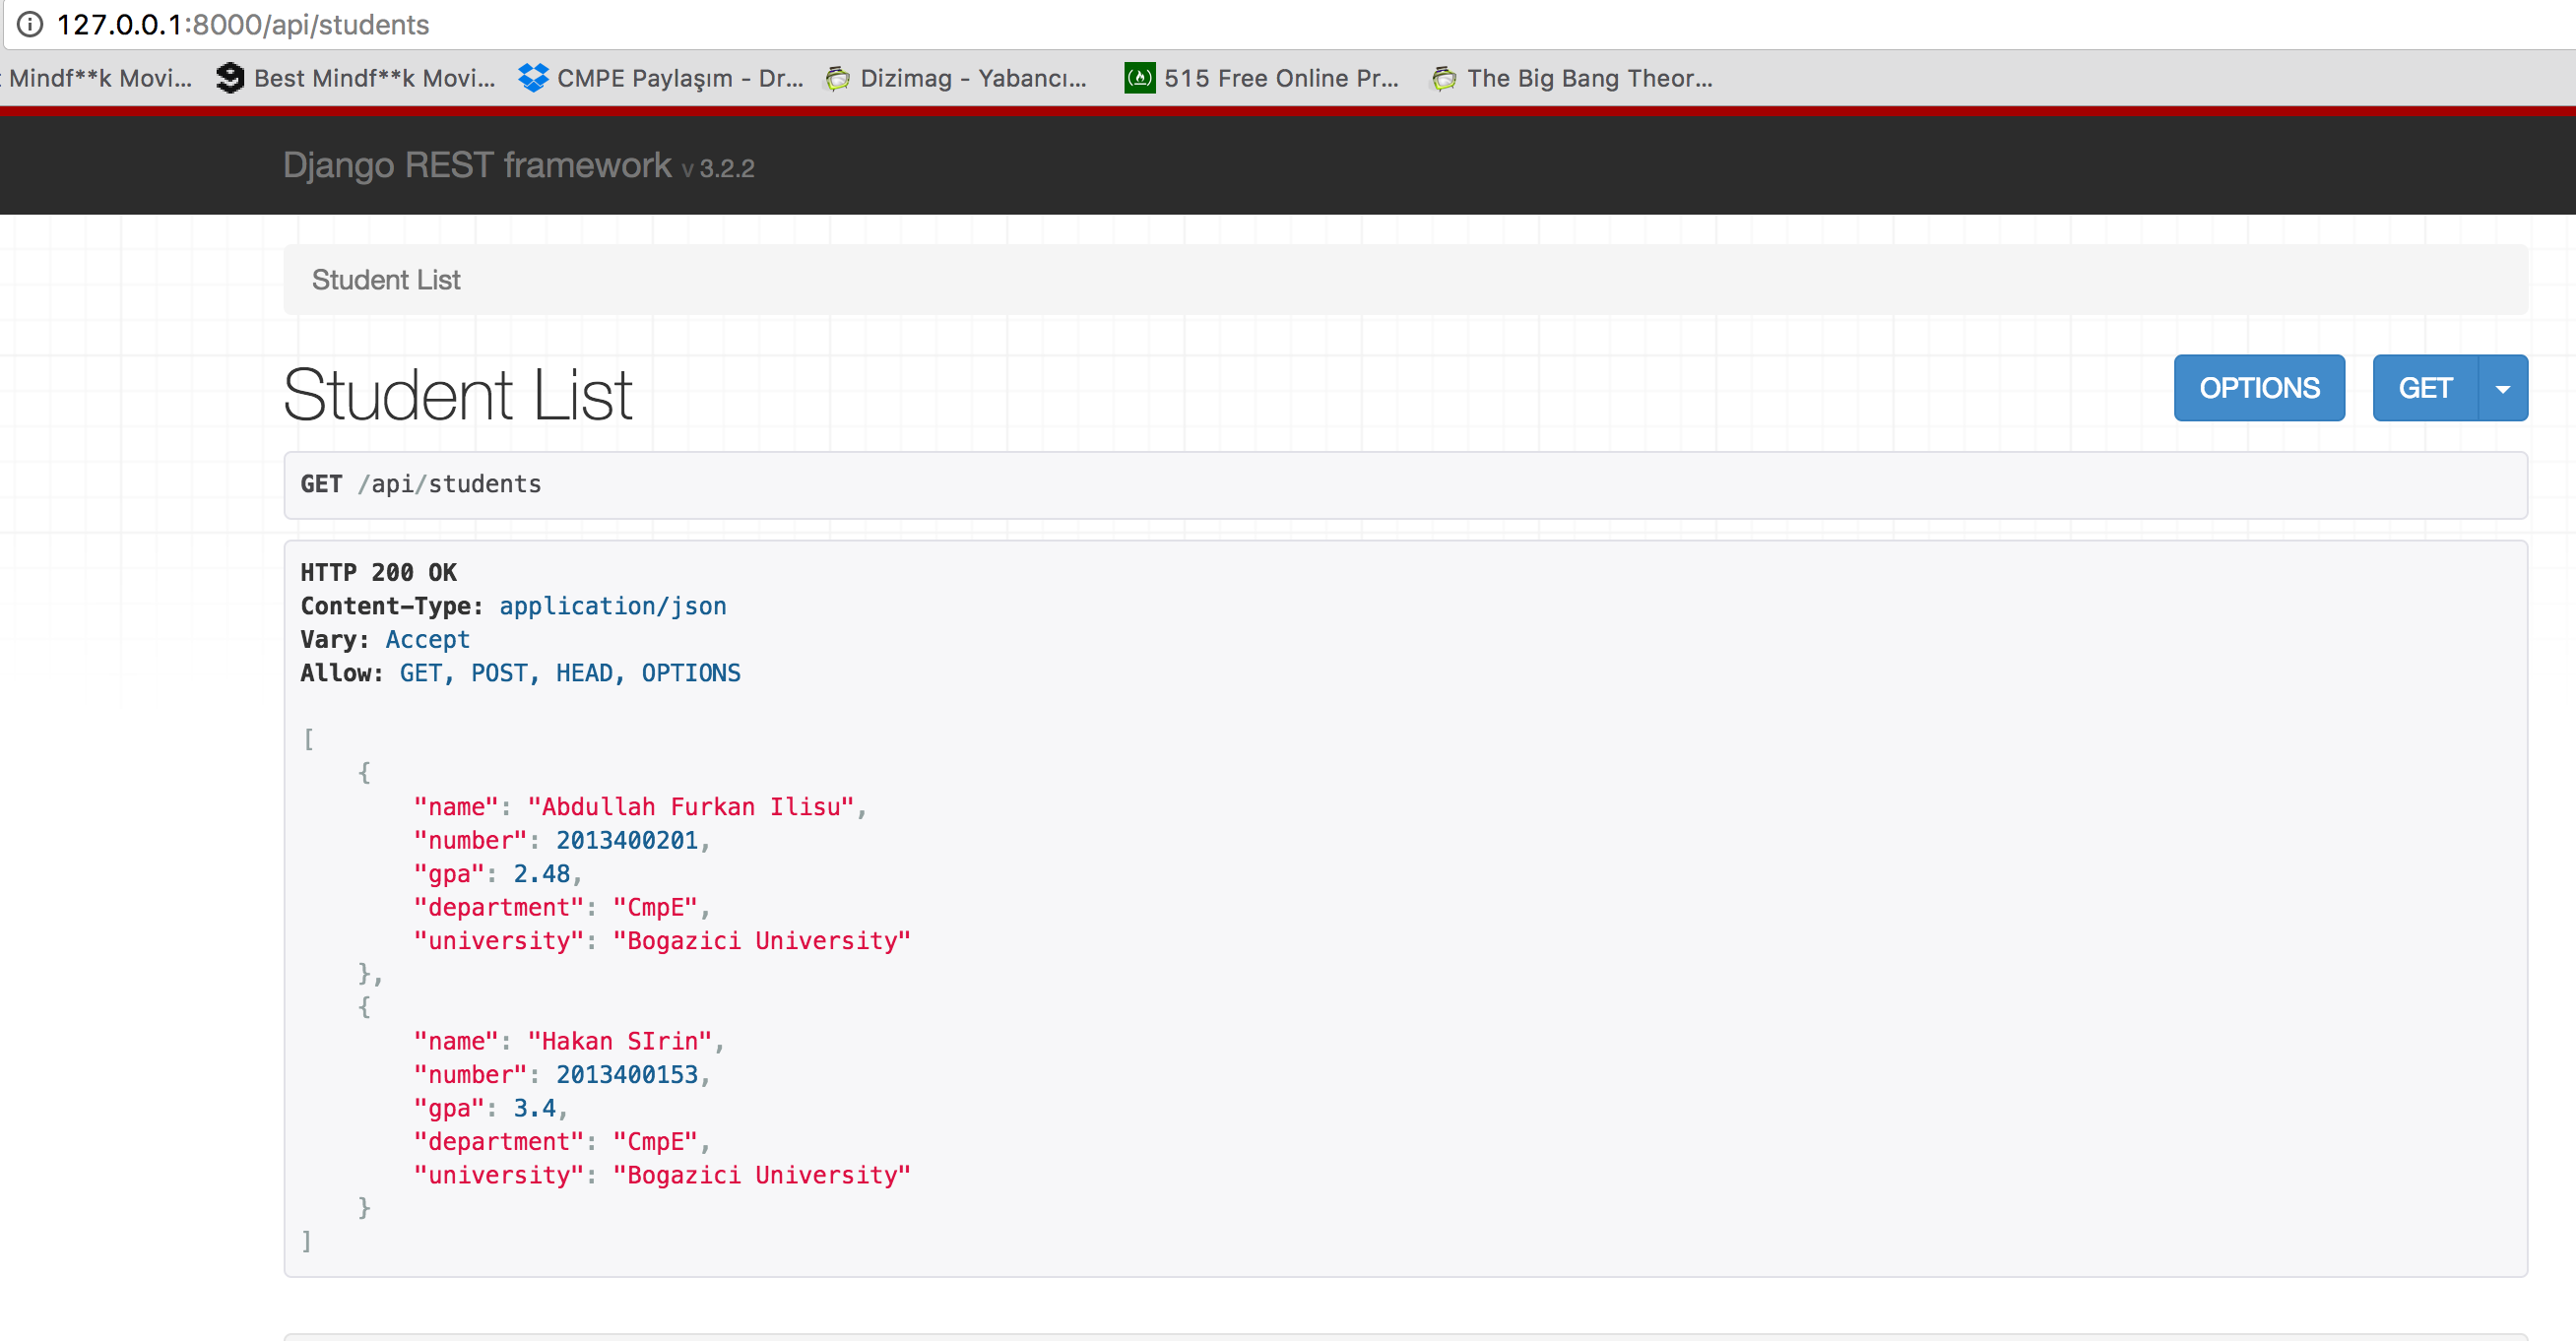 127.0.0.1:8000/api/students
Mindf**k Movi... Best Mindf**k Movi... CMPE Paylaşım - Dr... Dizimag - Yabancı... 515 Free Online Pr... The Big Bang Theor...
Django REST framework v 3.2.2
Student List
Student List
OPTIONS GET
GET /api/students
HTTP 200 OK
Content-Type: application/json
Vary: Accept
Allow: GET, POST, HEAD, OPTIONS
[
    {
        "name": "Abdullah Furkan Ilisu",
        "number": 2013400201,
        "gpa": 2.48,
        "department": "CmpE",
        "university": "Bogazici University"
    },
    {
        "name": "Hakan SIrin",
        "number": 2013400153,
        "gpa": 3.4,
        "department": "CmpE",
        "university": "Bogazici University"
    }
]